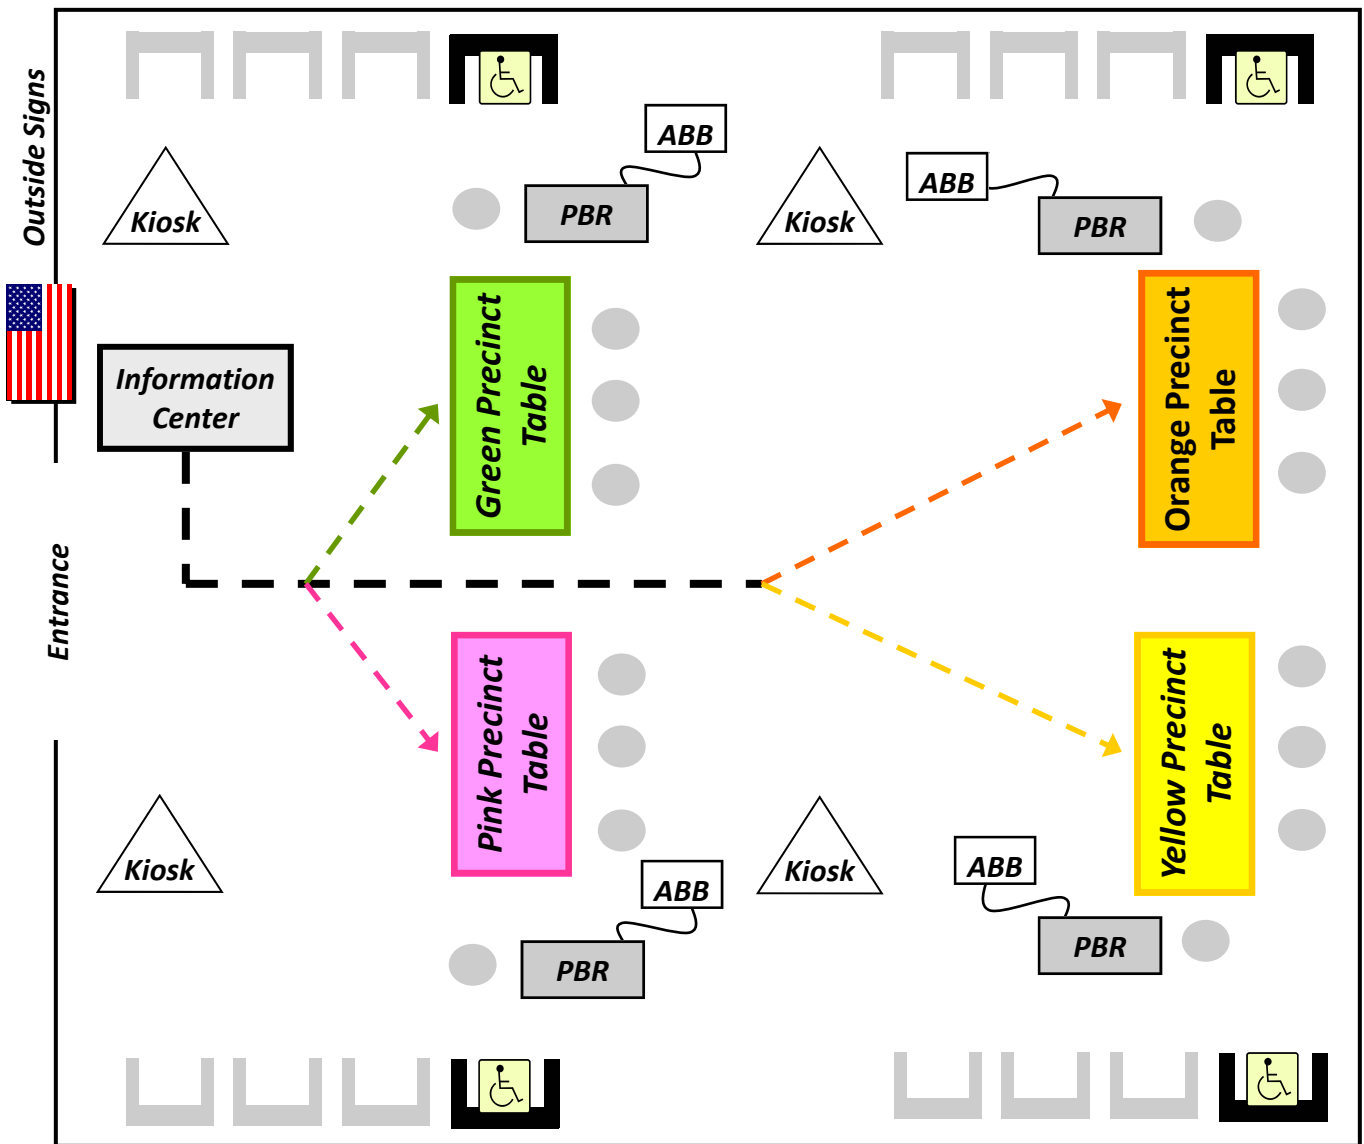 Outside Signs
ABB
ABB
Kiosk
PBR
Kiosk
PBR
Information
Center
Green Precinct
Table
Orange Precinct
Table
Entrance
Pink Precinct
Table
Yellow Precinct
Table
Kiosk
Kiosk
ABB
ABB
PBR
PBR